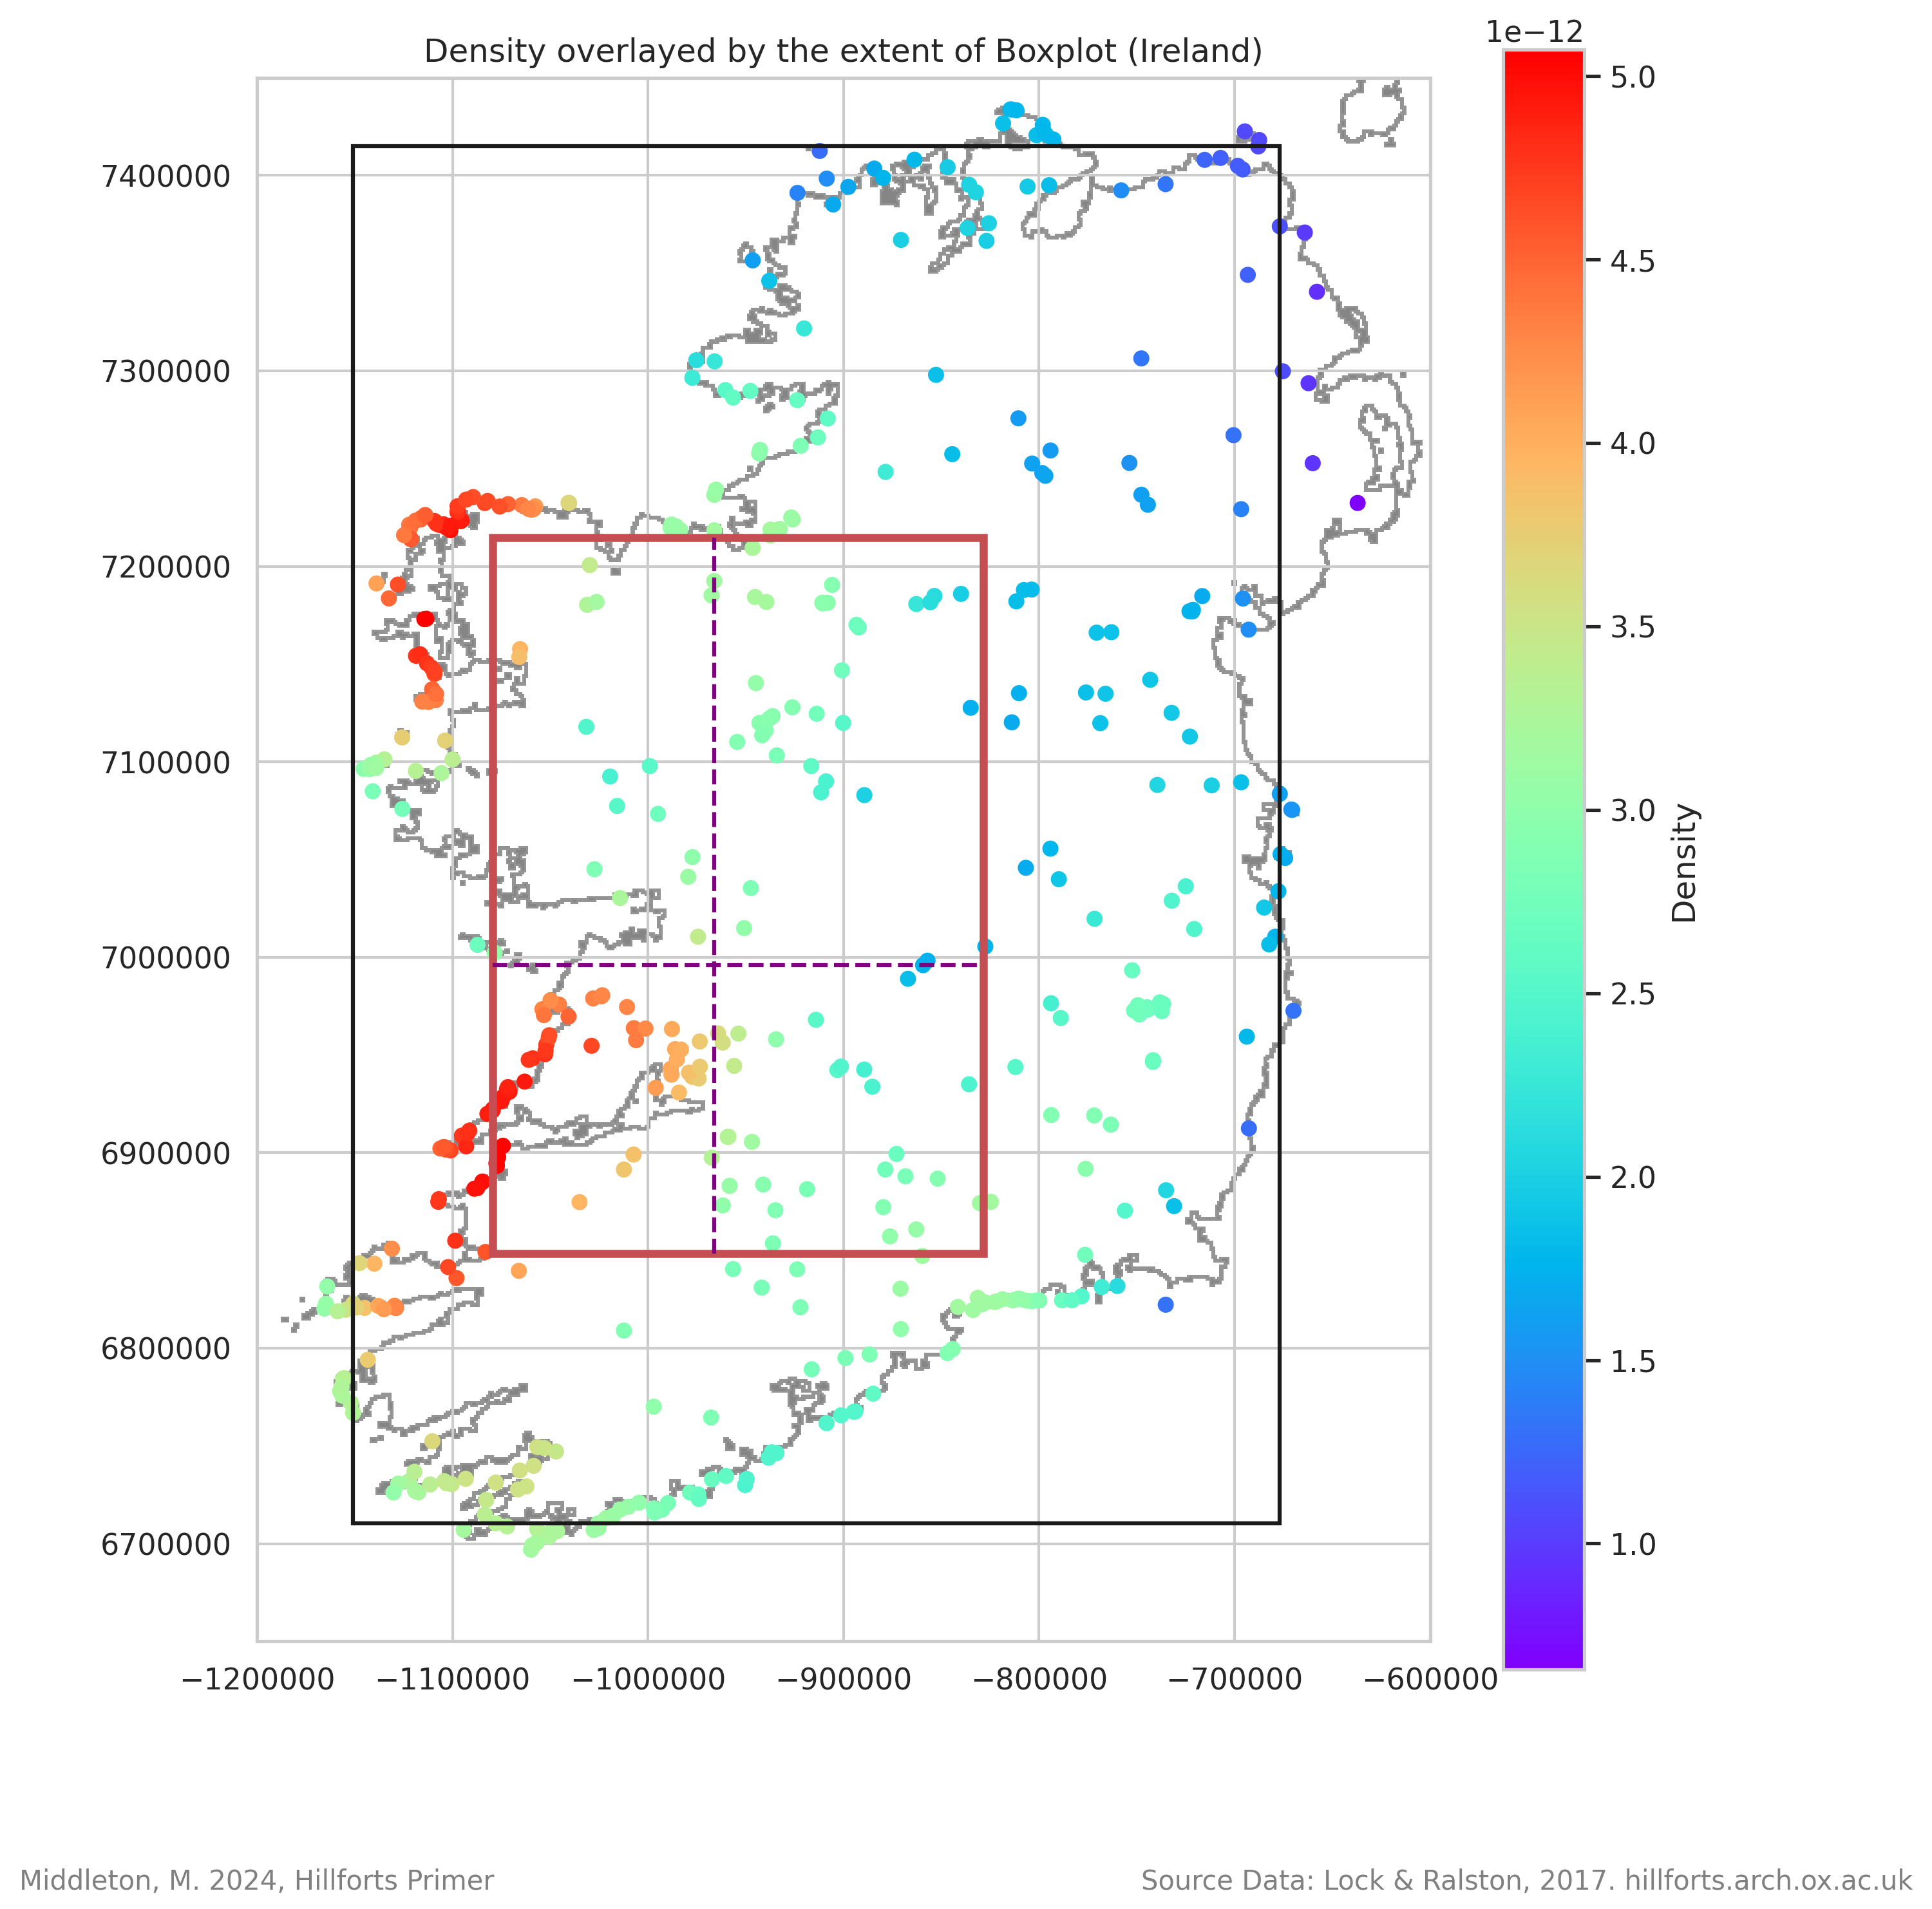 Density overlayed by the extent of Boxplot (Ireland)
1e−12
5.0
4.5
4.0
3.5
3.0
2.5
2.0
1.5
1.0
Density
7400000
7300000
7200000
7100000
7000000
6900000
6800000
6700000
−1200000 −1100000 −1000000 −900000 −800000 −700000 −600000
Middleton, M. 2024, Hillforts Primer
Source Data: Lock & Ralston, 2017. hillforts.arch.ox.ac.uk